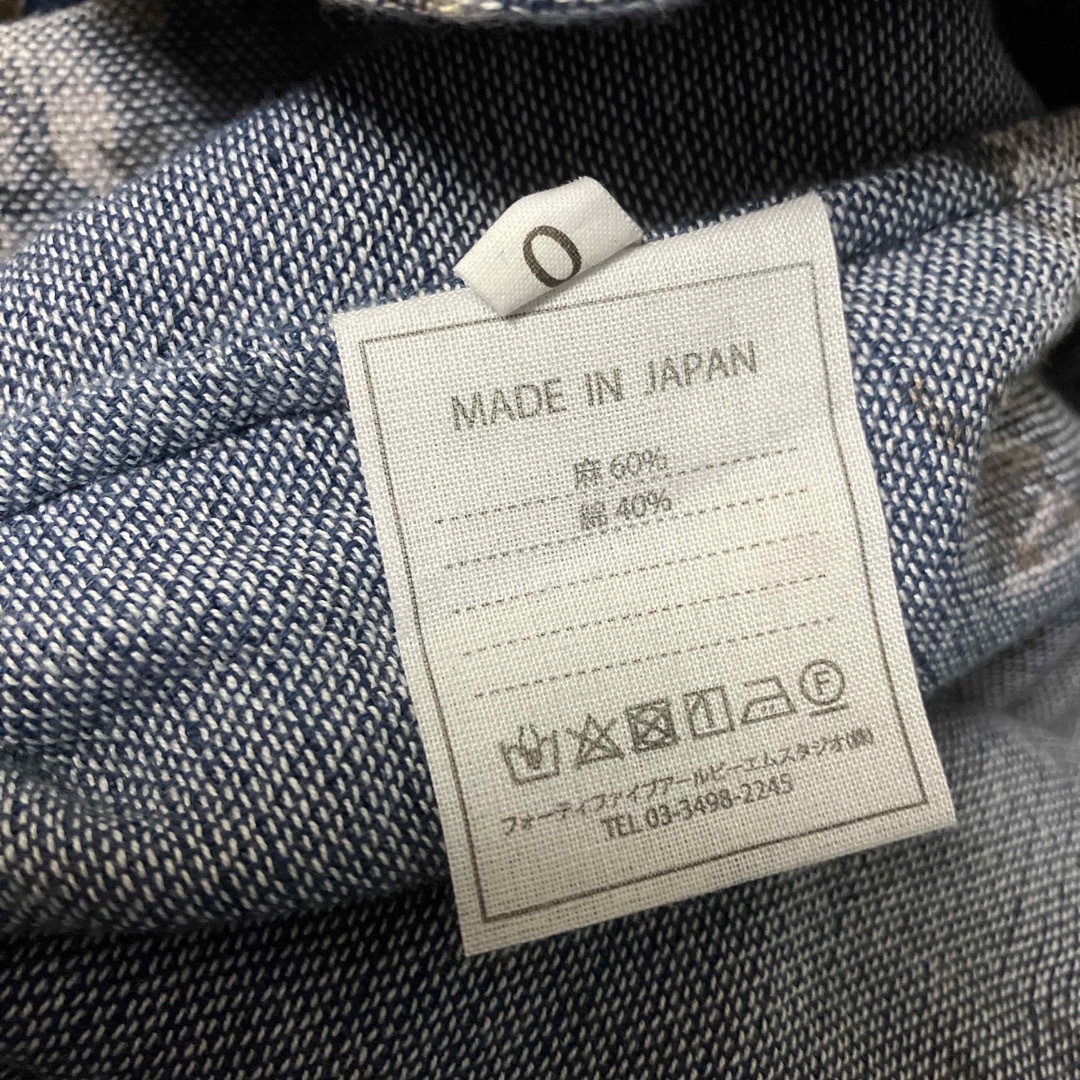 0
MADE IN JAPAN
麻 60%
綿 40%
F
フォーティファイブアールピーエムスタジオ(株)
TEL 03-3498-2245